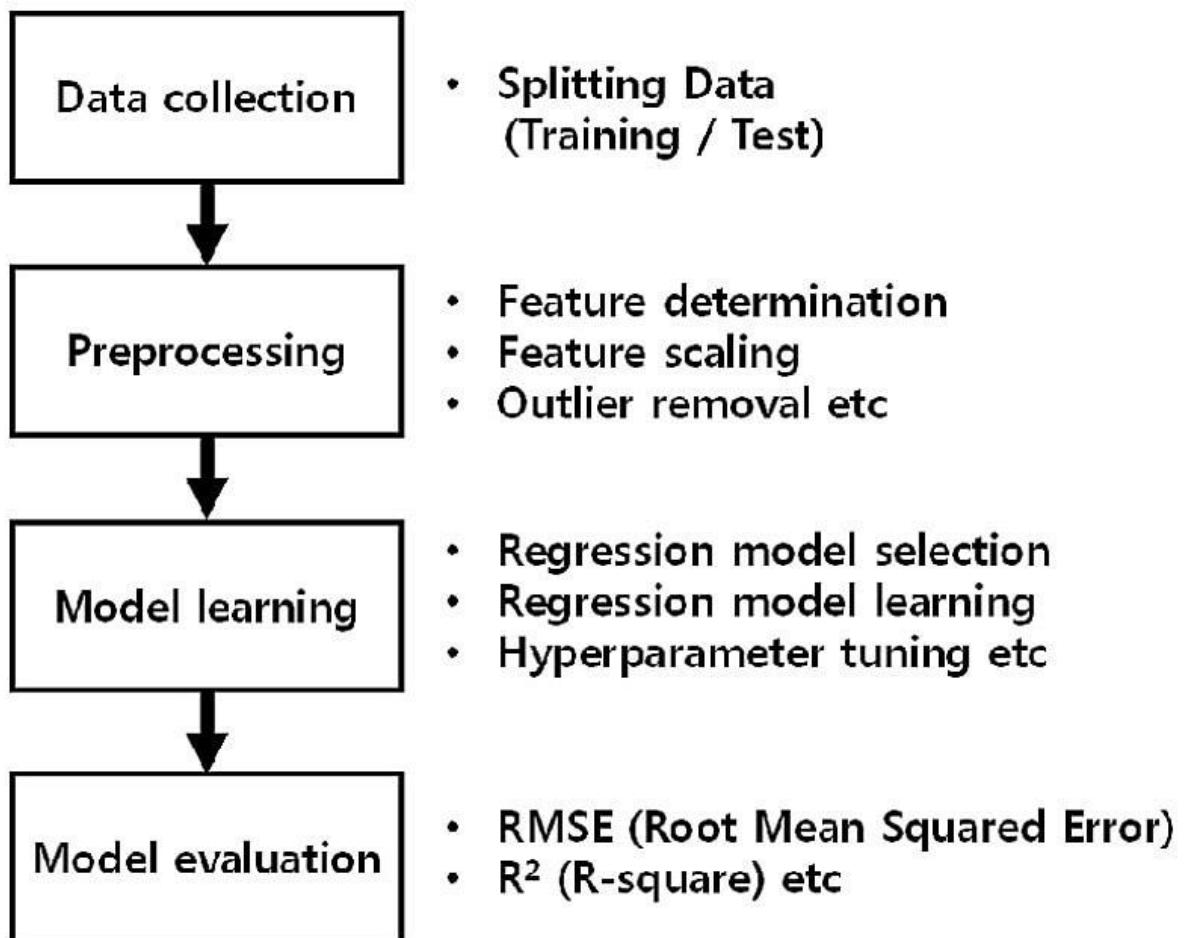 Data collection
• Splitting Data
(Training / Test)
Preprocessing
• Feature determination
• Feature scaling
• Outlier removal etc
Model learning
• Regression model selection
• Regression model learning
• Hyperparameter tuning etc
Model evaluation
• RMSE (Root Mean Squared Error)
• R² (R-square) etc